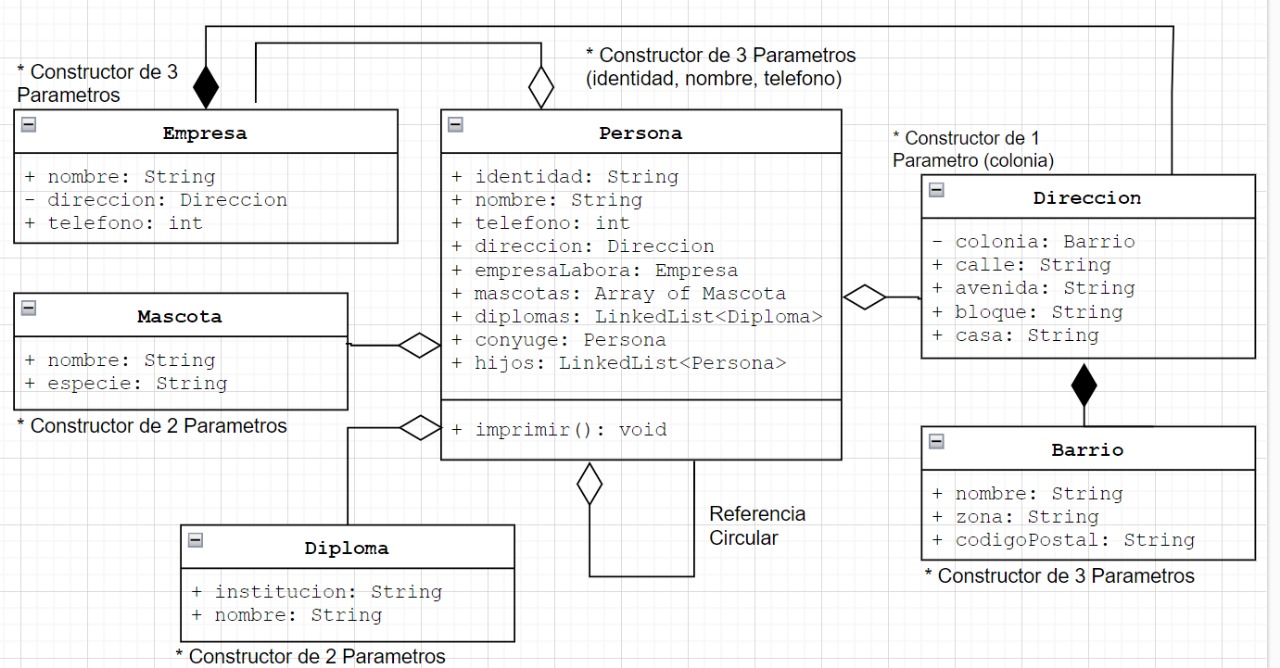 * Constructor de 3
Parametros
Empresa
+ nombre: String
- direccion: Direccion
+ telefono: int
* Constructor de 3 Parametros
(identidad, nombre, telefono)
Persona
+ identidad: String
+ nombre: String
+ telefono: int
+ direccion: Direccion
+ empresaLabora: Empresa
+ mascotas: Array of Mascota
+ diplomas: LinkedList<Diploma>
+ conyuge: Persona
+ hijos: LinkedList<Persona>
+ imprimir(): void
* Constructor de 1
Parametro (colonia)
Direccion
- colonia: Barrio
+ calle: String
+ avenida: String
+ bloque: String
+ casa: String
Mascota
+ nombre: String
+ especie: String
* Constructor de 2 Parametros
Barrio
+ nombre: String
+ zona: String
+ codigoPostal: String
* Constructor de 3 Parametros
Referencia
Circular
Diploma
+ institucion: String
+ nombre: String
* Constructor de 2 Parametros